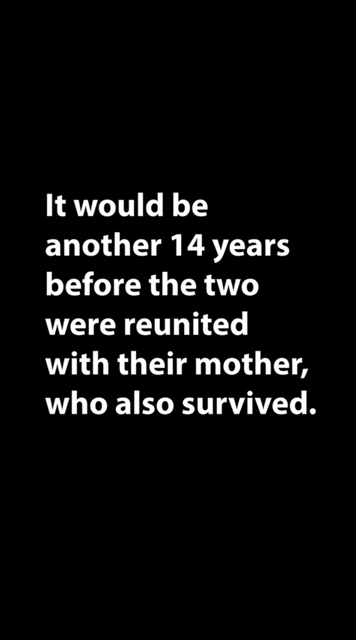 It would be
another 14 years
before the two
were reunited
with their mother,
who also survived.